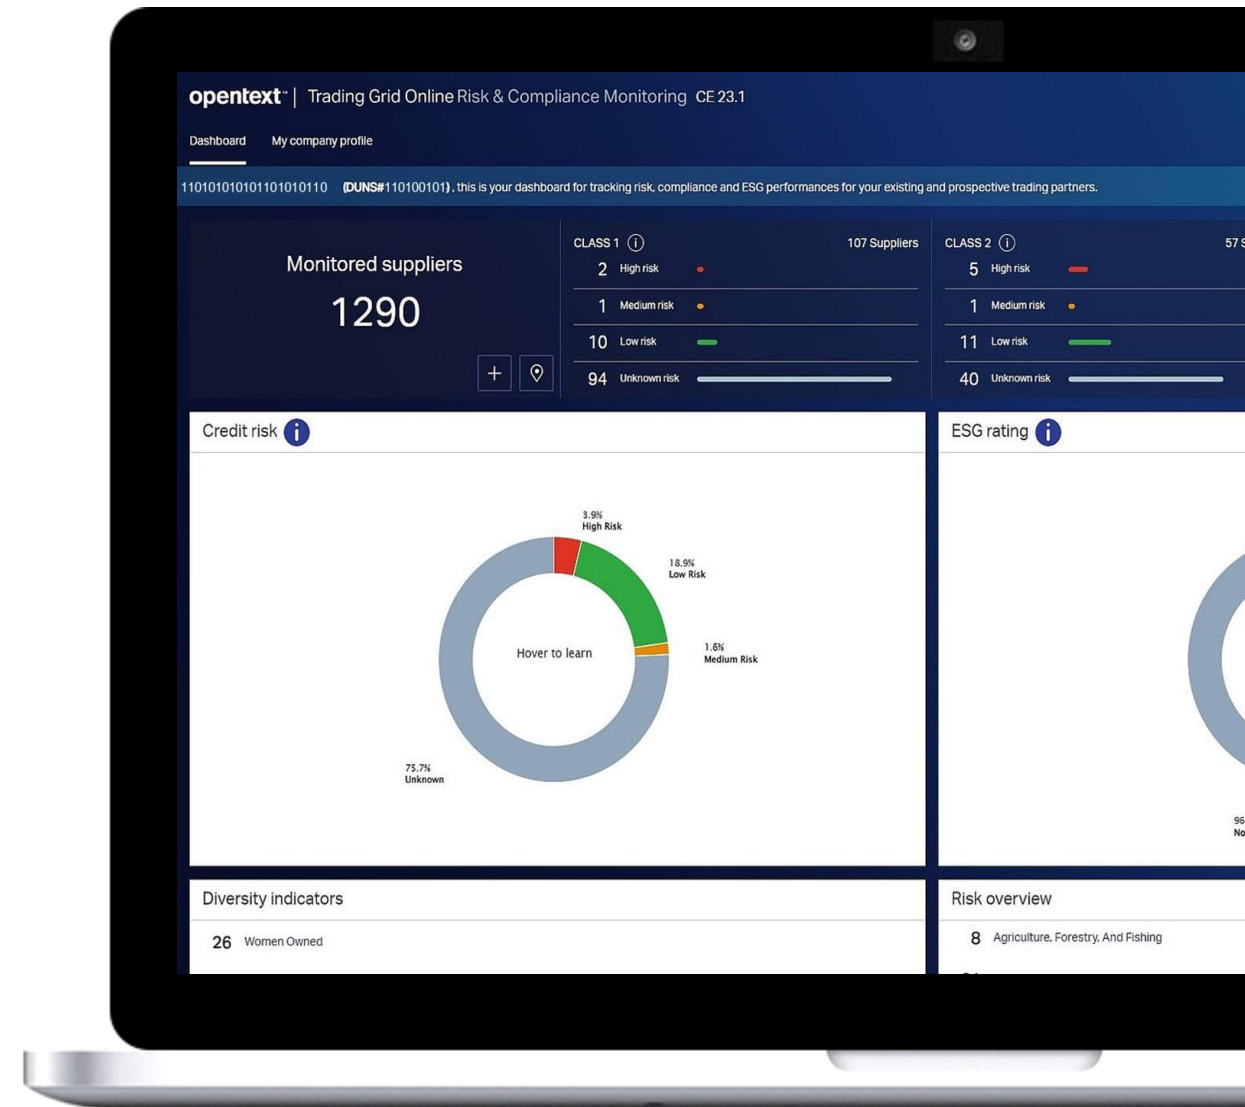 opentext™ | Trading Grid Online Risk & Compliance Monitoring CE 23.1
Dashboard My company profile
110101010101101010110 (DUNS#110100101), this is your dashboard for tracking risk, compliance and ESG performances for your existing and prospective trading partners.
Monitored suppliers
1290
CLASS 1 107 Suppliers
2 High risk
1 Medium risk
10 Low risk
94 Unknown risk
CLASS 2 57 S
5 High risk
1 Medium risk
11 Low risk
40 Unknown risk
Credit risk
3.9%
High Risk
18.9%
Low Risk
Hover to learn
1.6%
Medium Risk
75.7%
Unknown
ESG rating
96
No
Diversity indicators
26 Women Owned
Risk overview
8 Agriculture, Forestry, And Fishing